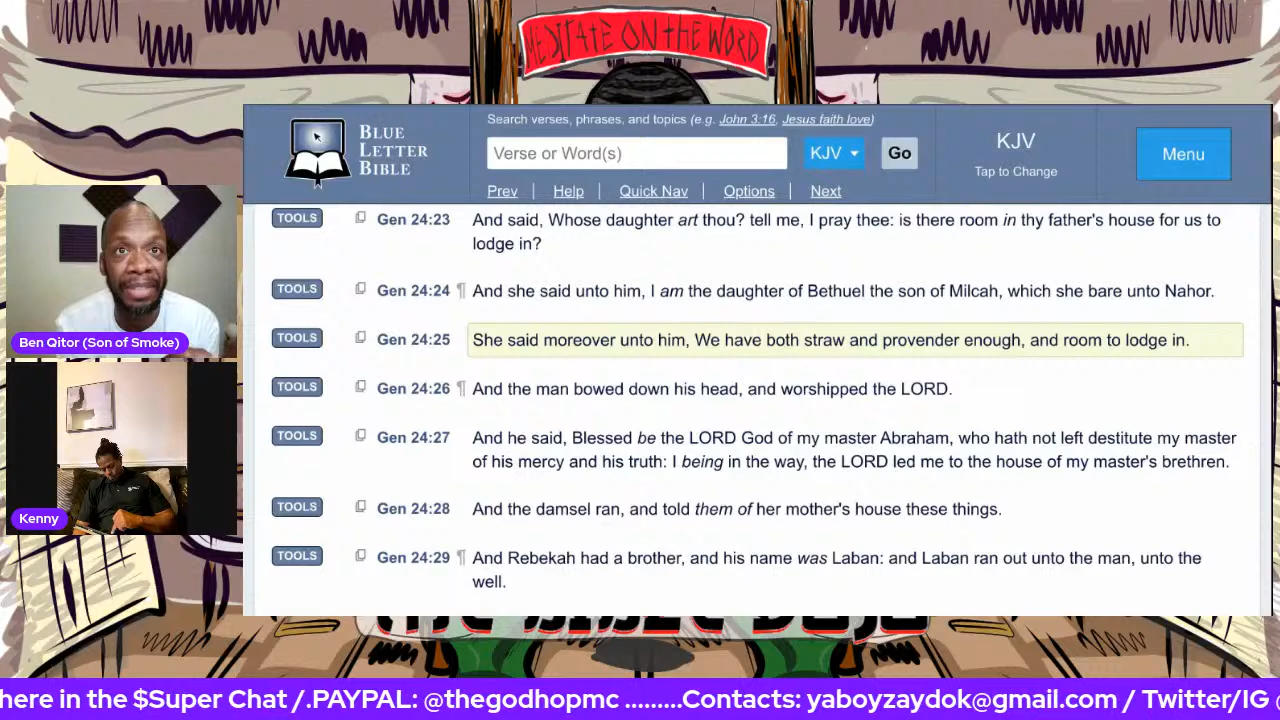 MEDITATE ON THE WORD
BLUE
LETTER
BIBLE
Search verses, phrases, and topics (e.g. John 3:16, Jesus faith love)
Verse or Word(s)
KJV
Go
Prev
Help
Quick Nav
Options
Next
KJV
Tap to Change
Menu
TOOLS Gen 24:23 And said, Whose daughter art thou? tell me, I pray thee: is there room in thy father's house for us to
lodge in?
TOOLS Gen 24:24 ¶ And she said unto him, I am the daughter of Bethuel the son of Milcah, which she bare unto Nahor.
TOOLS Gen 24:25 She said moreover unto him, We have both straw and provender enough, and room to lodge in.
TOOLS Gen 24:26 ¶ And the man bowed down his head, and worshipped the LORD.
TOOLS Gen 24:27 And he said, Blessed be the LORD God of my master Abraham, who hath not left destitute my master
of his mercy and his truth: I being in the way, the LORD led me to the house of my master's brethren.
TOOLS Gen 24:28 And the damsel ran, and told them of her mother's house these things.
TOOLS Gen 24:29 ¶ And Rebekah had a brother, and his name was Laban: and Laban ran out unto the man, unto the
well.
Ben Qitor (Son of Smoke)
Kenny
here in the $Super Chat /.PAYPAL: @thegodhopmc .........Contacts: yaboyzaydok@gmail.com / Twitter/IG